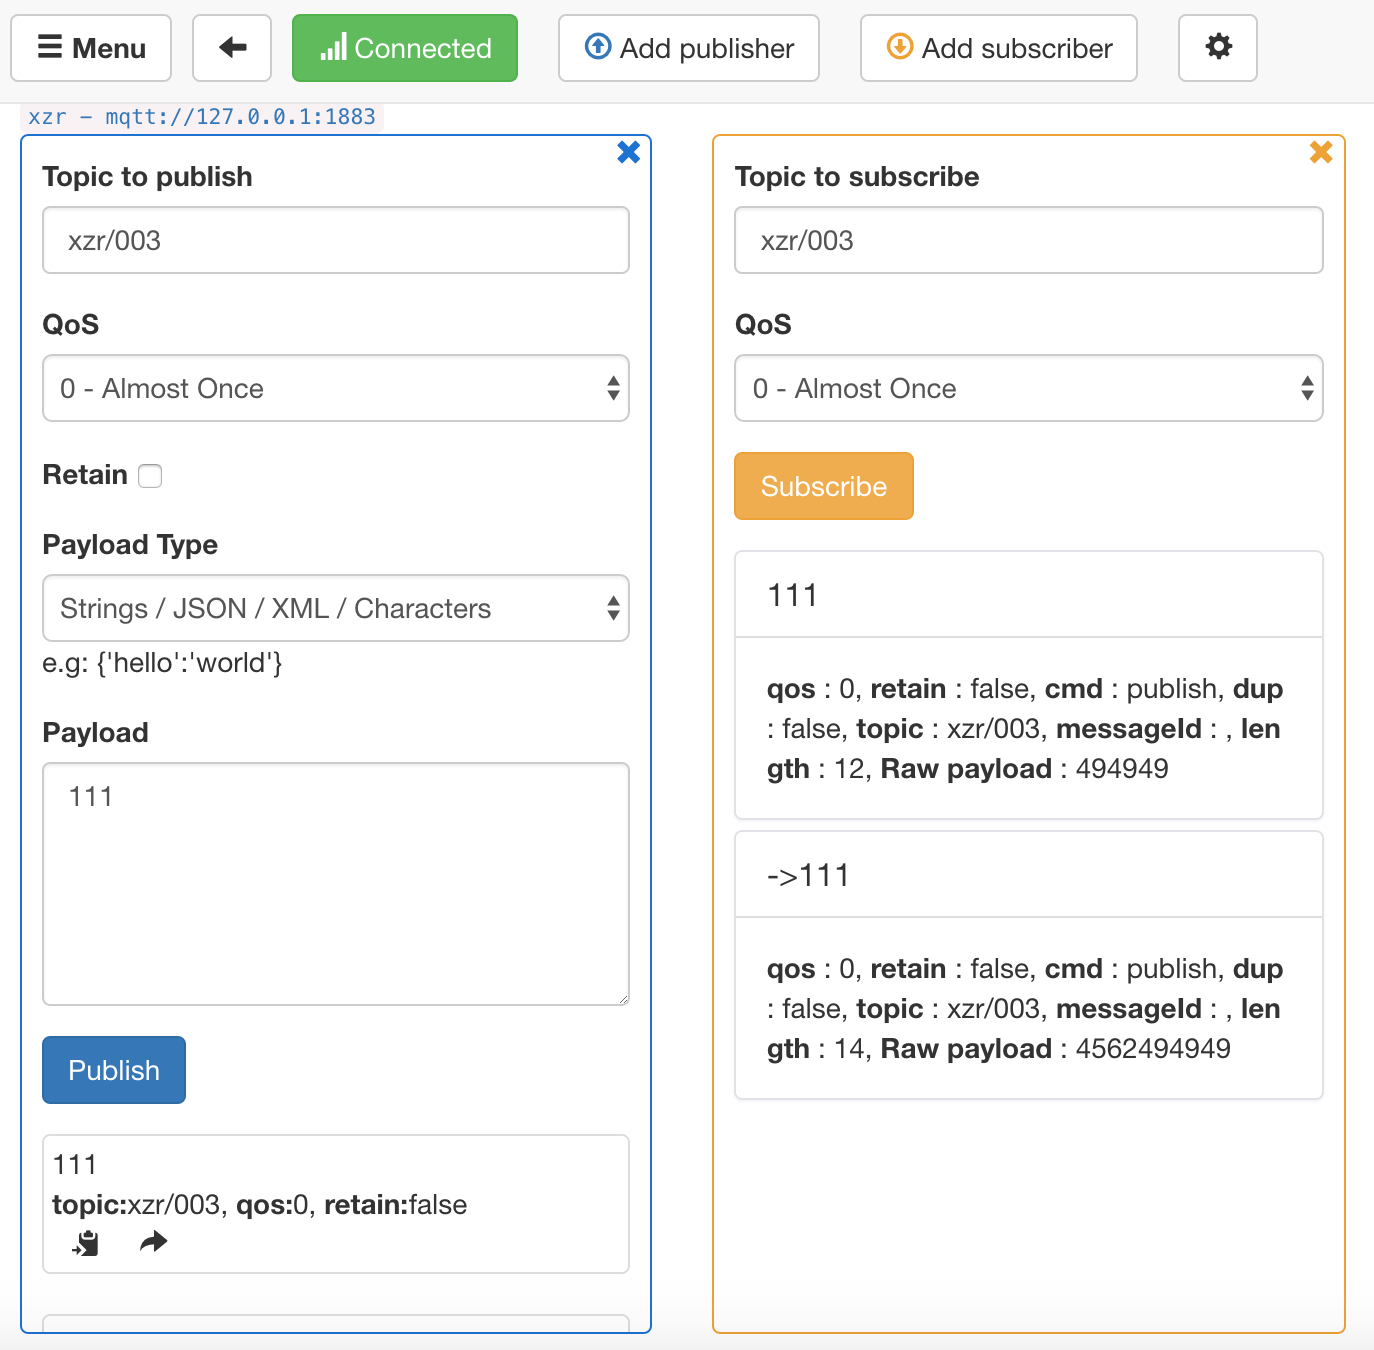 Menu
Connected
Add publisher
Add subscriber
xzr - mqtt://127.0.0.1:1883
Topic to publish
xzr/003
QoS
0 - Almost Once
Retain
Payload Type
Strings / JSON / XML / Characters
e.g: {'hello':'world'}
Payload
111
Publish
111
topic:xzr/003, qos:0, retain:false
Topic to subscribe
xzr/003
QoS
0 - Almost Once
Subscribe
111
qos : 0, retain : false, cmd : publish, dup
: false, topic : xzr/003, messageId : , len
gth : 12, Raw payload : 494949
->111
qos : 0, retain : false, cmd : publish, dup
: false, topic : xzr/003, messageId : , len
gth : 14, Raw payload : 4562494949